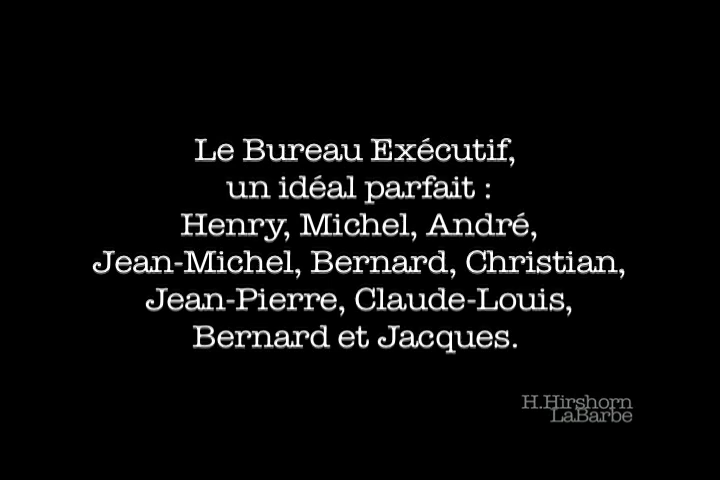 Le Bureau Exécutif,
un idéal parfait :
Henry, Michel, André,
Jean-Michel, Bernard, Christian,
Jean-Pierre, Claude-Louis,
Bernard et Jacques.
H.Hirshorn
LaBarbe